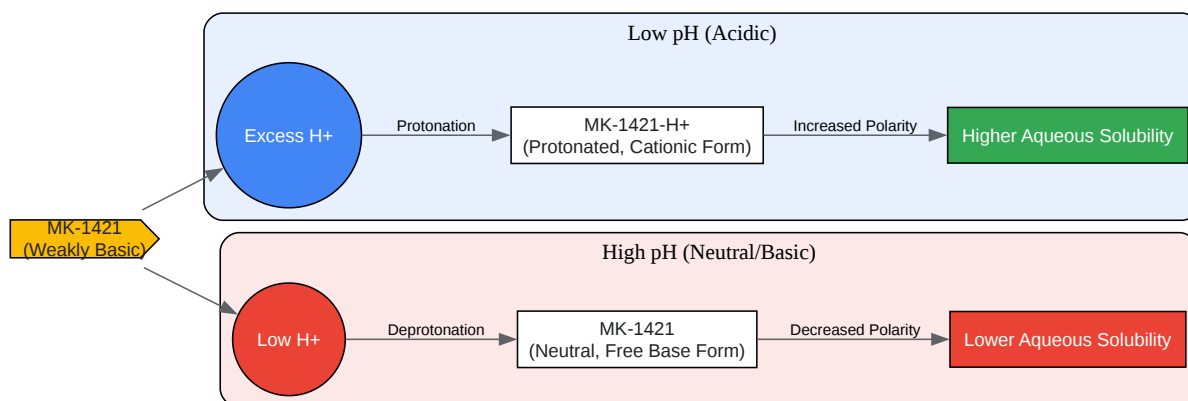 Low pH (Acidic)
Excess H+
Protonation
MK-1421-H+
(Protonated, Cationic Form)
Increased Polarity
Higher Aqueous Solubility
MK-1421
(Weakly Basic)
High pH (Neutral/Basic)
Low H+
Deprotonation
MK-1421
(Neutral, Free Base Form)
Decreased Polarity
Lower Aqueous Solubility